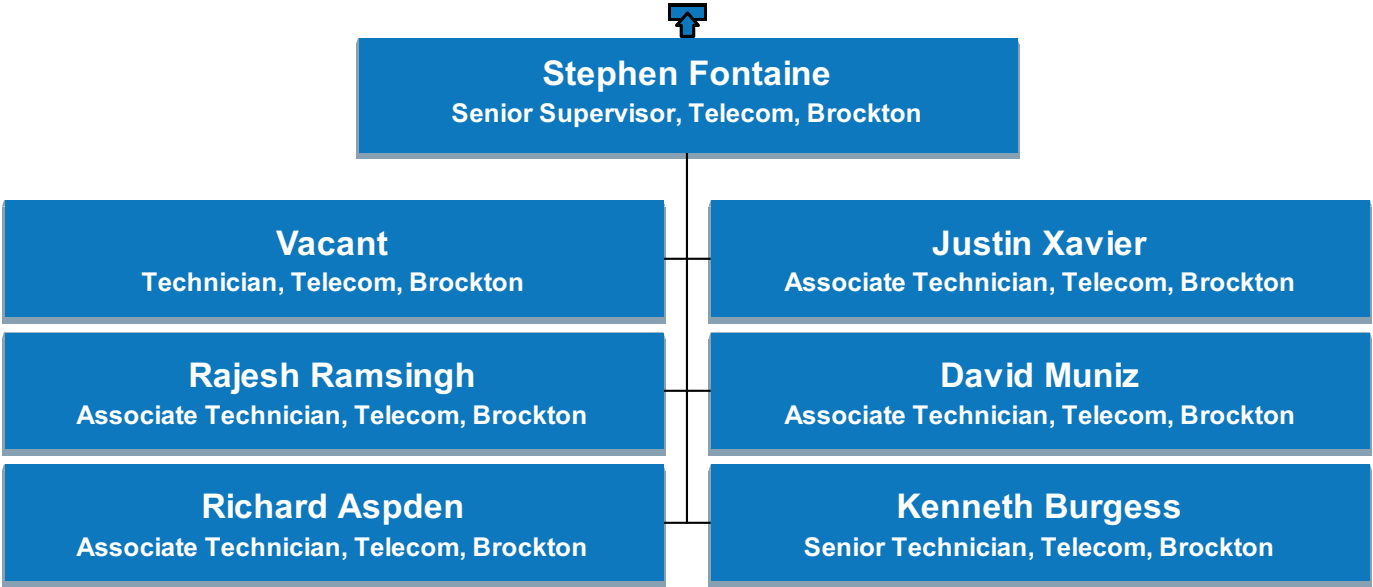 Stephen Fontaine
Senior Supervisor, Telecom, Brockton
Vacant
Technician, Telecom, Brockton
Justin Xavier
Associate Technician, Telecom, Brockton
Rajesh Ramsingh
Associate Technician, Telecom, Brockton
David Muniz
Associate Technician, Telecom, Brockton
Richard Aspden
Associate Technician, Telecom, Brockton
Kenneth Burgess
Senior Technician, Telecom, Brockton